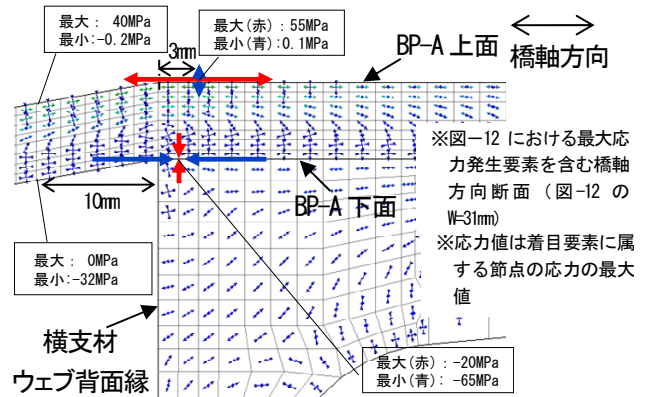 最大： 40MPa
最小：-0.2MPa
最大(赤)：55MPa
最小(青)：0.1MPa
3mm
BP-A 上面
橋軸方向
※図－12 における最大応
力発生要素を含む橋軸
方向断面（図-12 の
W=31mm)
※応力値は着目要素に属
する節点の応力の最大
値
10mm
BP-A 下面
最大： 0MPa
最小：-32MPa
横支材
ウェブ背面縁
最大(赤)：-20MPa
最小(青)：-65MPa